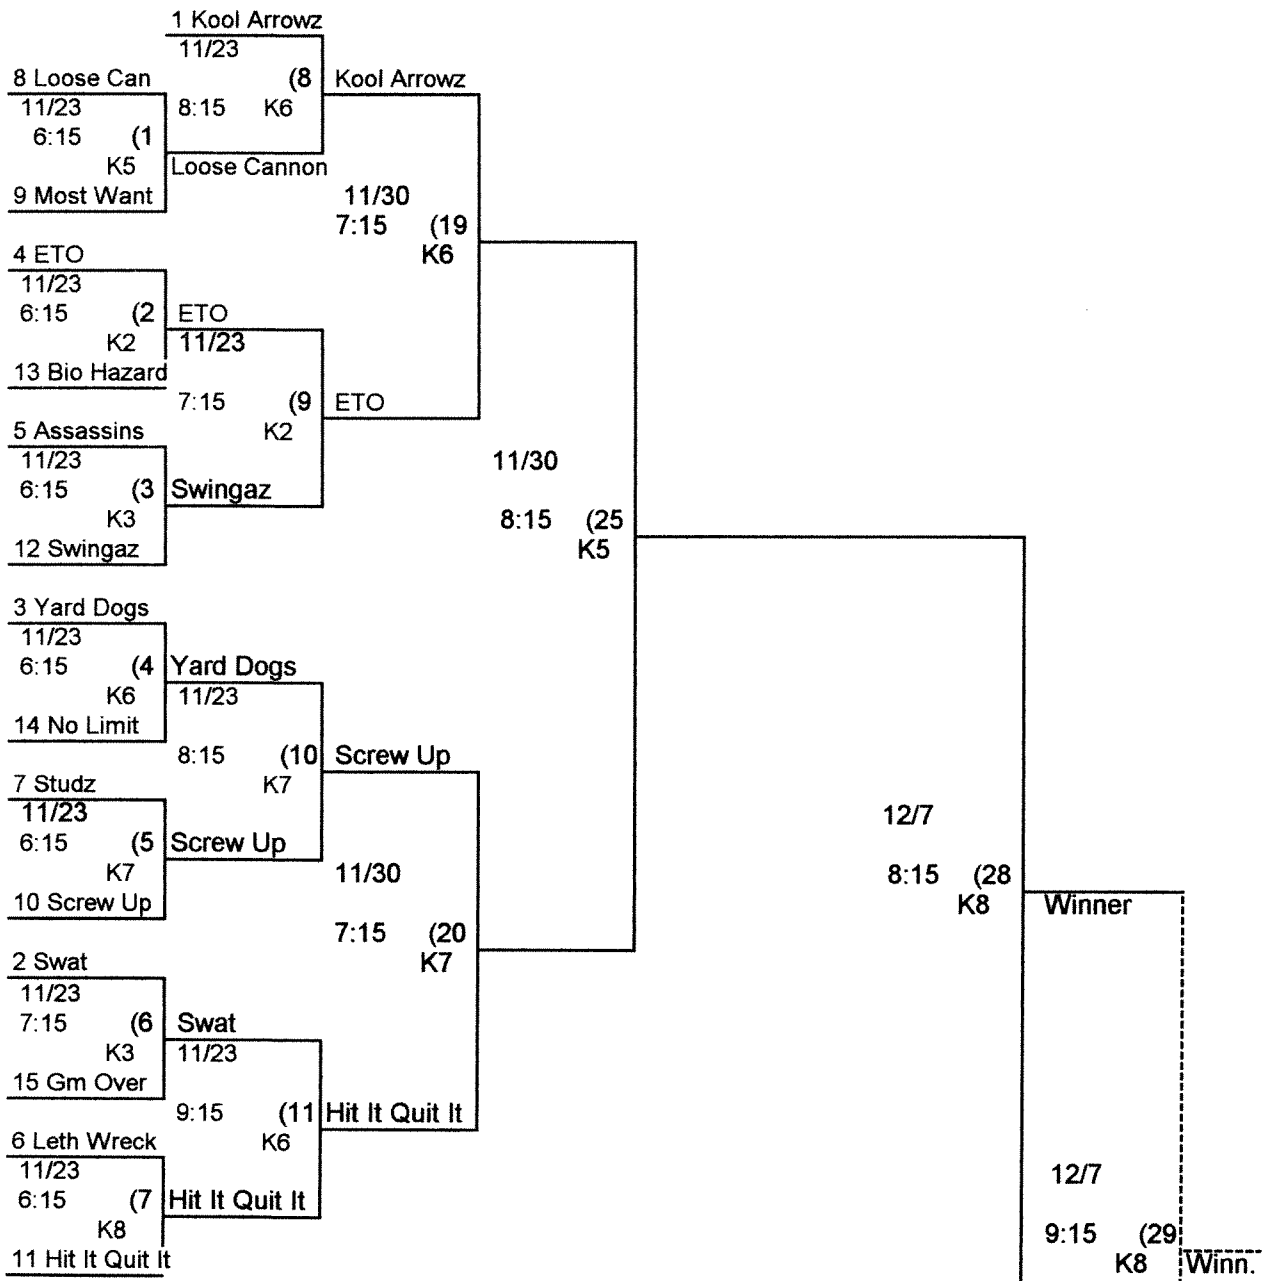 1 Kool Arrowz
11/23
8 Loose Can
(8
Kool Arrowz
11/23
8:15
K6
6:15
(1
K5
Loose Cannon
9 Most Want
11/30
7:15
(19
K6
4 ETO
11/23
6:15
(2
ETO
K2
11/23
13 Bio Hazard
7:15
(9
ETO
K2
5 Assassins
11/23
6:15
(3
Swingaz
K3
12 Swingaz
11/30
8:15
(25
K5
3 Yard Dogs
11/23
6:15
(4
Yard Dogs
K6
11/23
14 No Limit
8:15
(10
Screw Up
K7
7 Studz
11/23
6:15
(5
Screw Up
K7
10 Screw Up
11/30
7:15
(20
K7
12/7
8:15
(28
K8
Winner
2 Swat
11/23
7:15
(6
Swat
K3
11/23
15 Gm Over
9:15
(11
Hit It Quit It
K6
6 Leth Wreck
11/23
6:15
(7
Hit It Quit It
K8
11 Hit It Quit It
12/7
9:15
(29
K8
Winn.